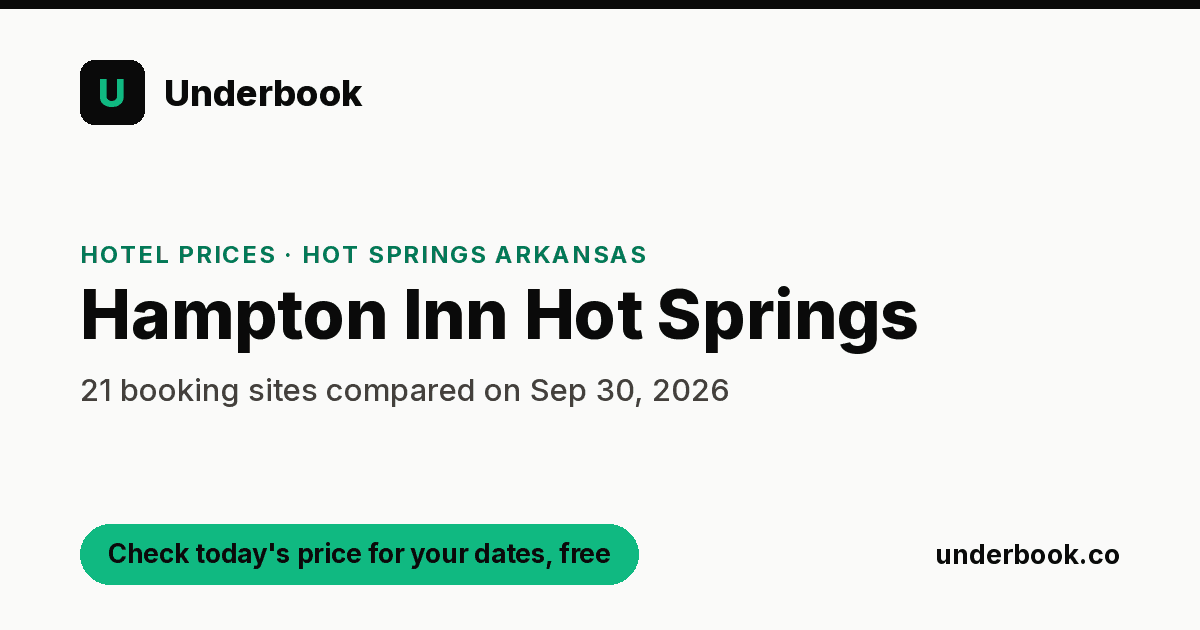 U Underbook
HOTEL PRICES · HOT SPRINGS ARKANSAS
Hampton Inn Hot Springs
21 booking sites compared on Sep 30, 2026
Check today's price for your dates, free
underbook.co